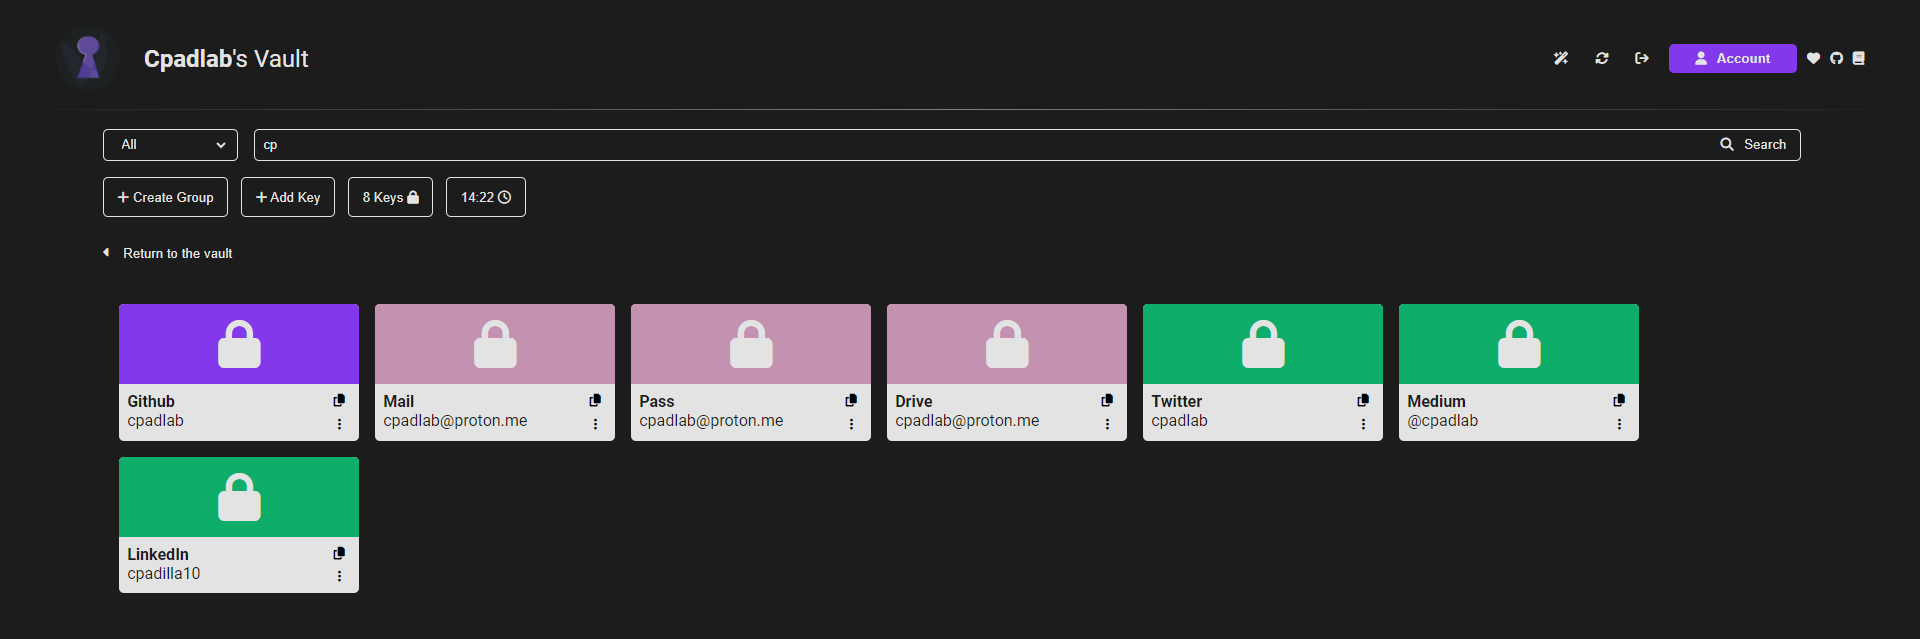 Cpadlab's Vault
Account
All
cp
Search
Create Group
Add Key
8 Keys
14:22
Return to the vault
Github
cpadlab
Mail
cpadlab@proton.me
Pass
cpadlab@proton.me
Drive
cpadlab@proton.me
Twitter
cpadlab
Medium
@cpadlab
LinkedIn
cpadilla10